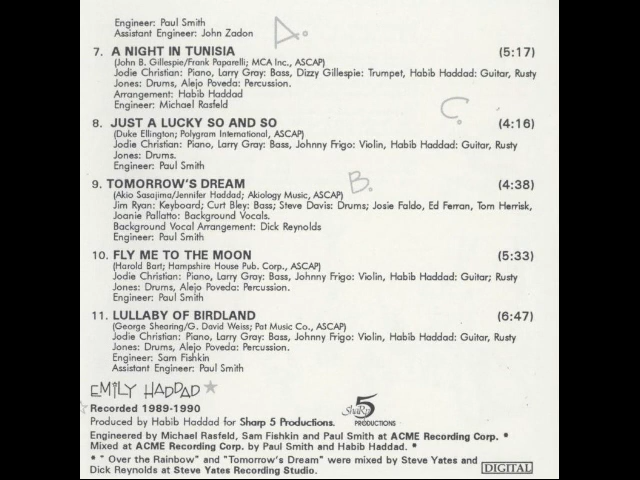 Engineer: Paul Smith
Assistant Engineer: John Zadon
A.
7. A NIGHT IN TUNISIA (5:17)
(John B. Gillespie/Frank Paparelli; MCA Inc., ASCAP)
Jodie Christian: Piano, Larry Gray: Bass, Dizzy Gillespie: Trumpet, Habib Haddad: Guitar, Rusty
Jones: Drums, Alejo Poveda: Percussion.
Arrangement: Habib Haddad
Engineer: Michael Rasfeld
C.
8. JUST A LUCKY SO AND SO (4:16)
(Duke Ellington; Polygram International, ASCAP)
Jodie Christian: Piano, Larry Gray: Bass, Johnny Frigo: Violin, Habib Haddad: Guitar, Rusty
Jones: Drums.
Engineer: Paul Smith
9. TOMORROW'S DREAM (4:38)
B.
(Akio Sasajima/Jennifer Haddad; Akiology Music, ASCAP)
Jim Ryan: Keyboard; Curt Bley: Bass; Steve Davis: Drums; Josie Faldo, Ed Ferran, Tom Herrisk,
Joanie Pallatto: Background Vocals.
Background Vocal Arrangement: Dick Reynolds
Engineer: Paul Smith
10. FLY ME TO THE MOON (5:33)
(Harold Bart; Hampshire House Pub. Corp., ASCAP)
Jodie Christian: Piano, Larry Gray: Bass, Johnny Frigo: Violin, Habib Haddad: Guitar; Rusty
Jones: Drums, Alejo Poveda: Percussion.
Engineer: Paul Smith
11. LULLABY OF BIRDLAND (6:47)
(George Shearing/G. David Weiss; Pat Music Co., ASCAP)
Jodie Christian: Piano, Larry Gray: Bass, Johnny Frigo: Violin, Habib Haddad: Guitar, Rusty
Jones: Drums, Alejo Poveda: Percussion.
Engineer: Sam Fishkin
Assistant Engineer: Paul Smith
EMILY HADDAD
Recorded 1989-1990
Sharp 5 PRODUCTIONS
Produced by Habib Haddad for Sharp 5 Productions.
Engineered by Michael Rasfeld, Sam Fishkin and Paul Smith at ACME Recording Corp. *
Mixed at ACME Recording Corp. by Paul Smith and Habib Haddad. *
* " Over the Rainbow" and "Tomorrow's Dream" were mixed by Steve Yates and
Dick Reynolds at Steve Yates Recording Studio.
DIGITAL